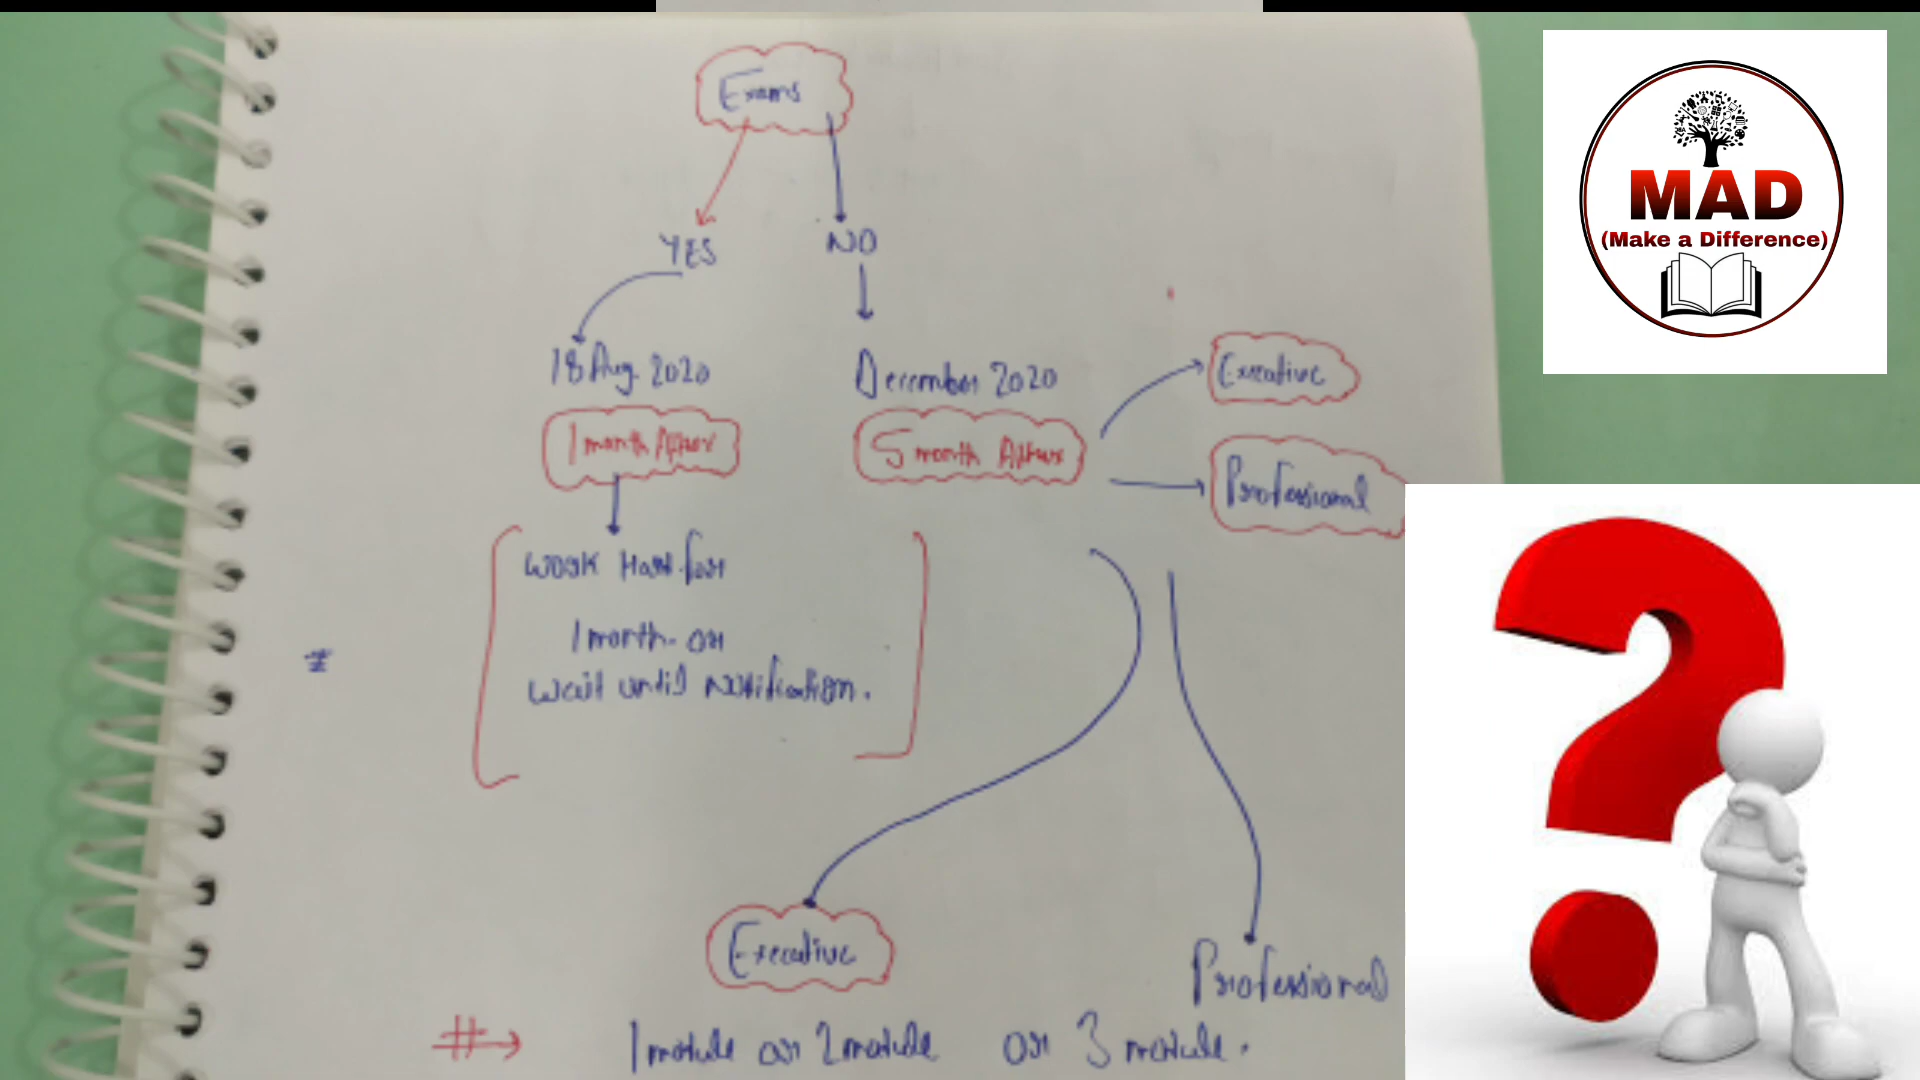 Exams
YES
NO
18 Aug. 2020
December 2020
1 month After
5 month After
Executive
Professional
Work Hard for
1 month or
wait until Notification.
Executive
Professional
1 module or 2 module or 3 module.
MAD
(Make a Difference)